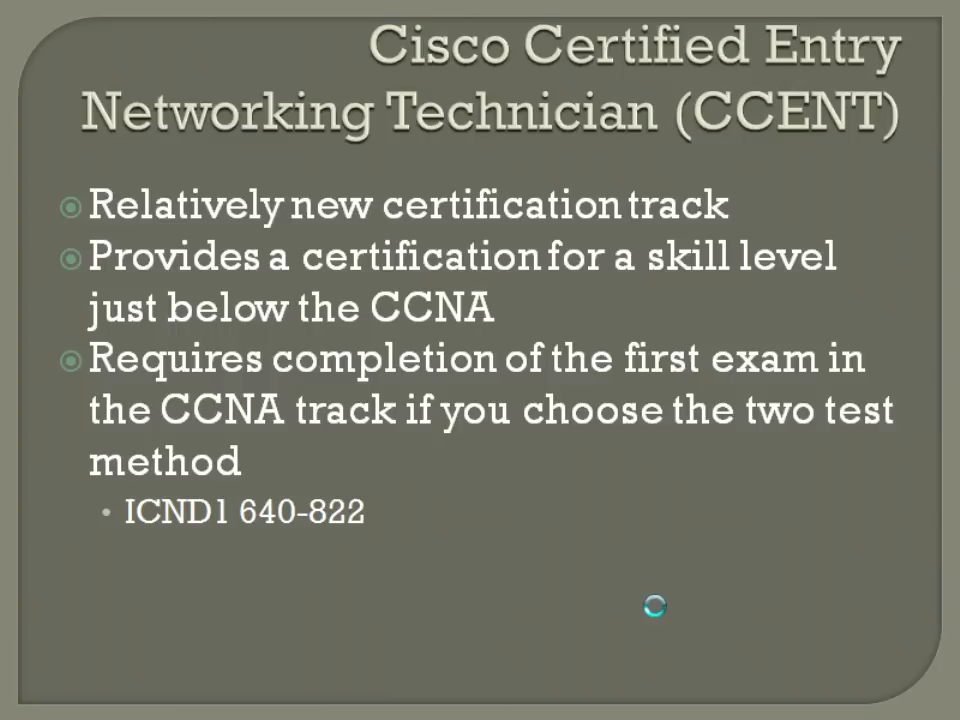 Cisco Certified Entry
Networking Technician (CCENT)
Relatively new certification track
Provides a certification for a skill level
just below the CCNA
Requires completion of the first exam in
the CCNA track if you choose the two test
method
ICND1 640-822